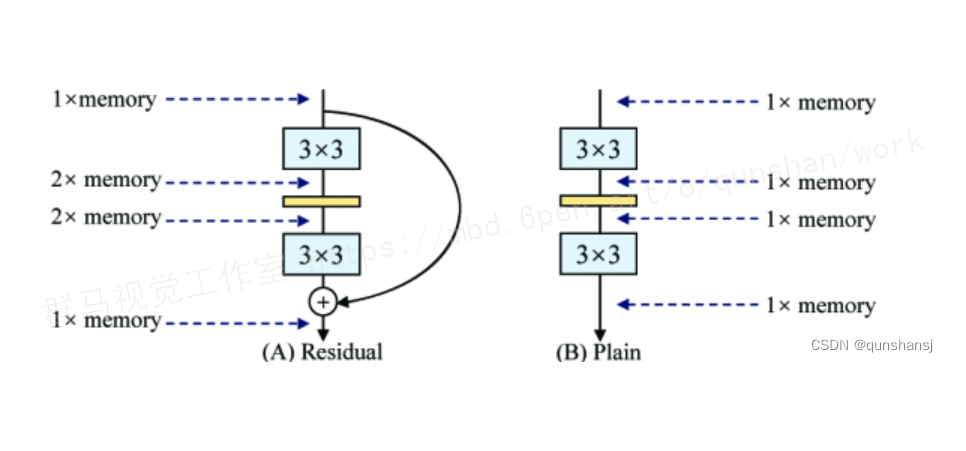 1×memory
3×3
2× memory
2× memory
3×3
+
1× memory
(A) Residual
1× memory
3×3
1× memory
1× memory
3×3
1× memory
(B) Plain
群马视觉工作室 https://mbd.6pen.art/o/qunshan/work
CSDN @qunshansj